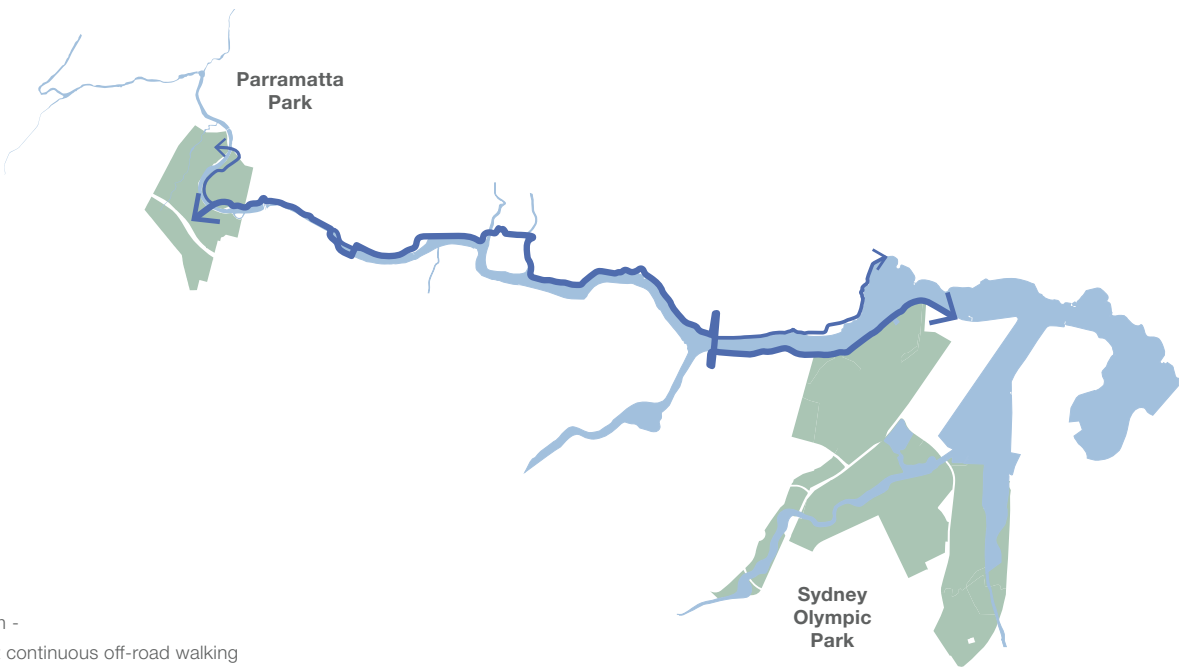 Parramatta
Park
Sydney
Olympic
Park
n -
continuous off-road walking